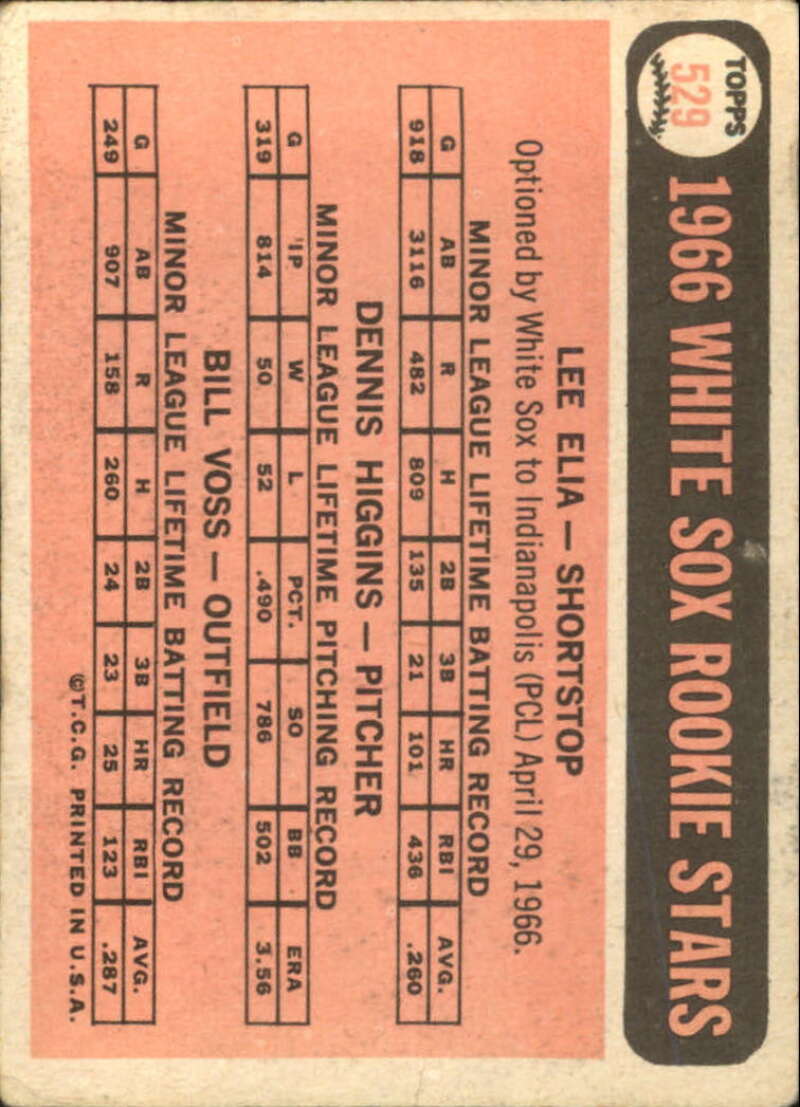 TOPPS
529
1966 WHITE SOX ROOKIE STARS
LEE ELIA — SHORTSTOP
Optioned by White Sox to Indianapolis (PCL) April 29, 1966.
MINOR LEAGUE LIFETIME BATTING RECORD
G AB R H 2B 3B HR RBI AVG.
918 3116 482 809 135 21 101 436 .260
DENNIS HIGGINS — PITCHER
MINOR LEAGUE LIFETIME PITCHING RECORD
G IP W L PCT. SO BB ERA
319 814 50 52 .490 786 502 3.56
BILL VOSS — OUTFIELD
MINOR LEAGUE LIFETIME BATTING RECORD
G AB R H 2B 3B HR RBI AVG.
249 907 158 260 24 23 25 123 .287
©T.C.G. PRINTED IN U.S.A.